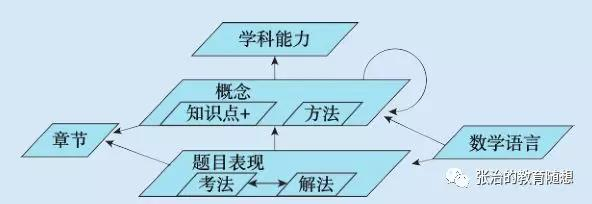 学科能力
概念
知识点+ 方法
章节
数学语言
题目表现
考法 解法
张治的教育随想